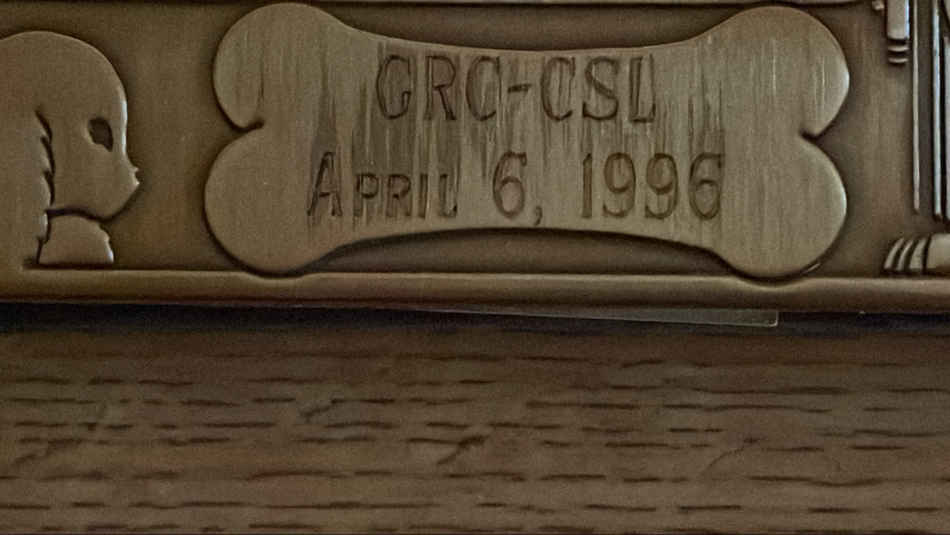 GRC-CSL
APRIL 6, 1996